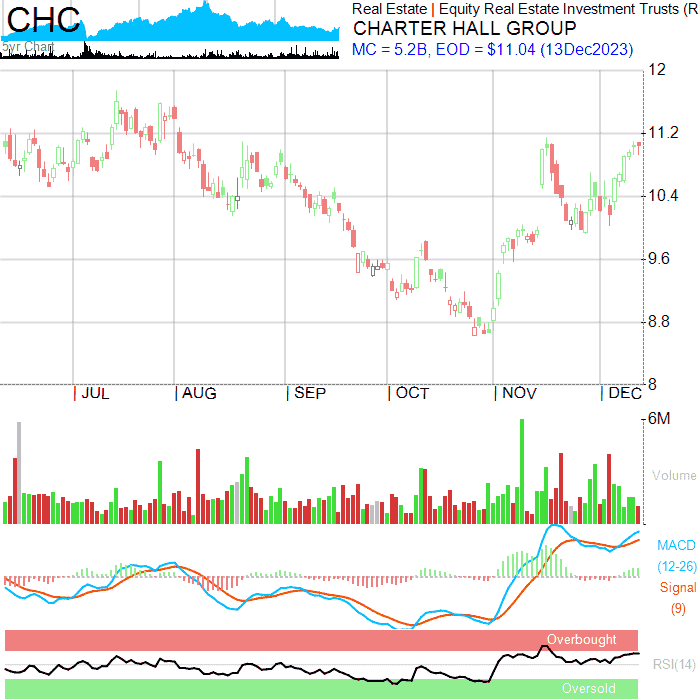 CHC
5yr Chart
Real Estate | Equity Real Estate Investment Trusts (R
CHARTER HALL GROUP
MC = 5.2B, EOD = $11.04 (13Dec2023)
12
11.2
10.4
9.6
8.8
8
| JUL | AUG | SEP | OCT | NOV | DEC
6M
Volume
MACD
(12-26)
Signal
(9)
Overbought
RSI(14)
Oversold